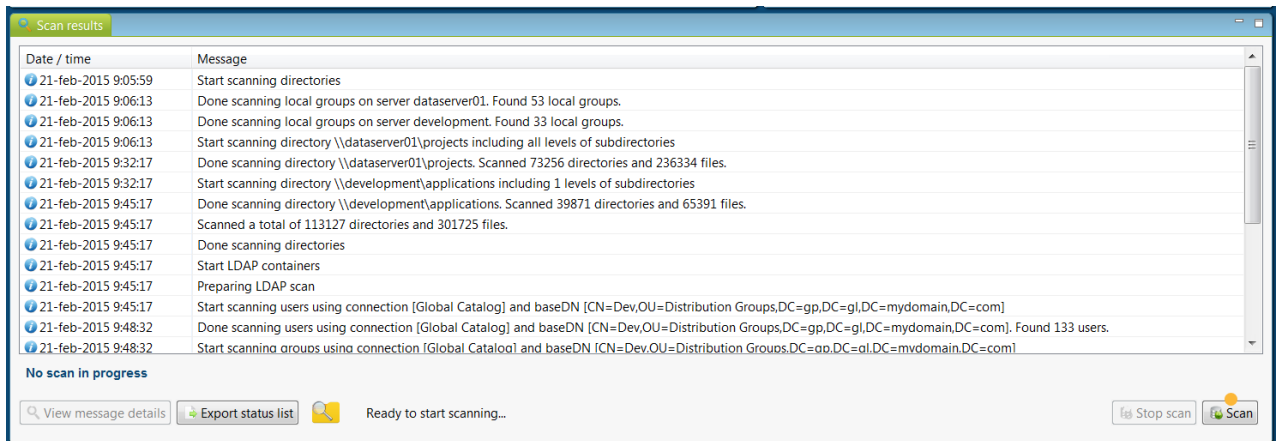 Scan results
Date / time Message
21-feb-2015 9:05:59 Start scanning directories
21-feb-2015 9:06:13 Done scanning local groups on server dataserver01. Found 53 local groups.
21-feb-2015 9:06:13 Done scanning local groups on server development. Found 33 local groups.
21-feb-2015 9:06:13 Start scanning directory \\dataserver01\projects including all levels of subdirectories
21-feb-2015 9:32:17 Done scanning directory \\dataserver01\projects. Scanned 73256 directories and 236334 files.
21-feb-2015 9:32:17 Start scanning directory \\development\applications including 1 levels of subdirectories
21-feb-2015 9:45:17 Done scanning directory \\development\applications. Scanned 39871 directories and 65391 files.
21-feb-2015 9:45:17 Scanned a total of 113127 directories and 301725 files.
21-feb-2015 9:45:17 Done scanning directories
21-feb-2015 9:45:17 Start LDAP containers
21-feb-2015 9:45:17 Preparing LDAP scan
21-feb-2015 9:45:17 Start scanning users using connection [Global Catalog] and baseDN [CN=Dev,OU=Distribution Groups,DC=gp,DC=gl,DC=mydomain,DC=com]
21-feb-2015 9:48:32 Done scanning users using connection [Global Catalog] and baseDN [CN=Dev,OU=Distribution Groups,DC=gp,DC=gl,DC=mydomain,DC=com]. Found 133 users.
21-feb-2015 9:48:32 Start scanning groups using connection [Global Catalog] and baseDN [CN=Dev,OU=Distribution Groups,DC=gp,DC=gl,DC=mydomain,DC=com]
No scan in progress
View message details Export status list Ready to start scanning... Stop scan Scan